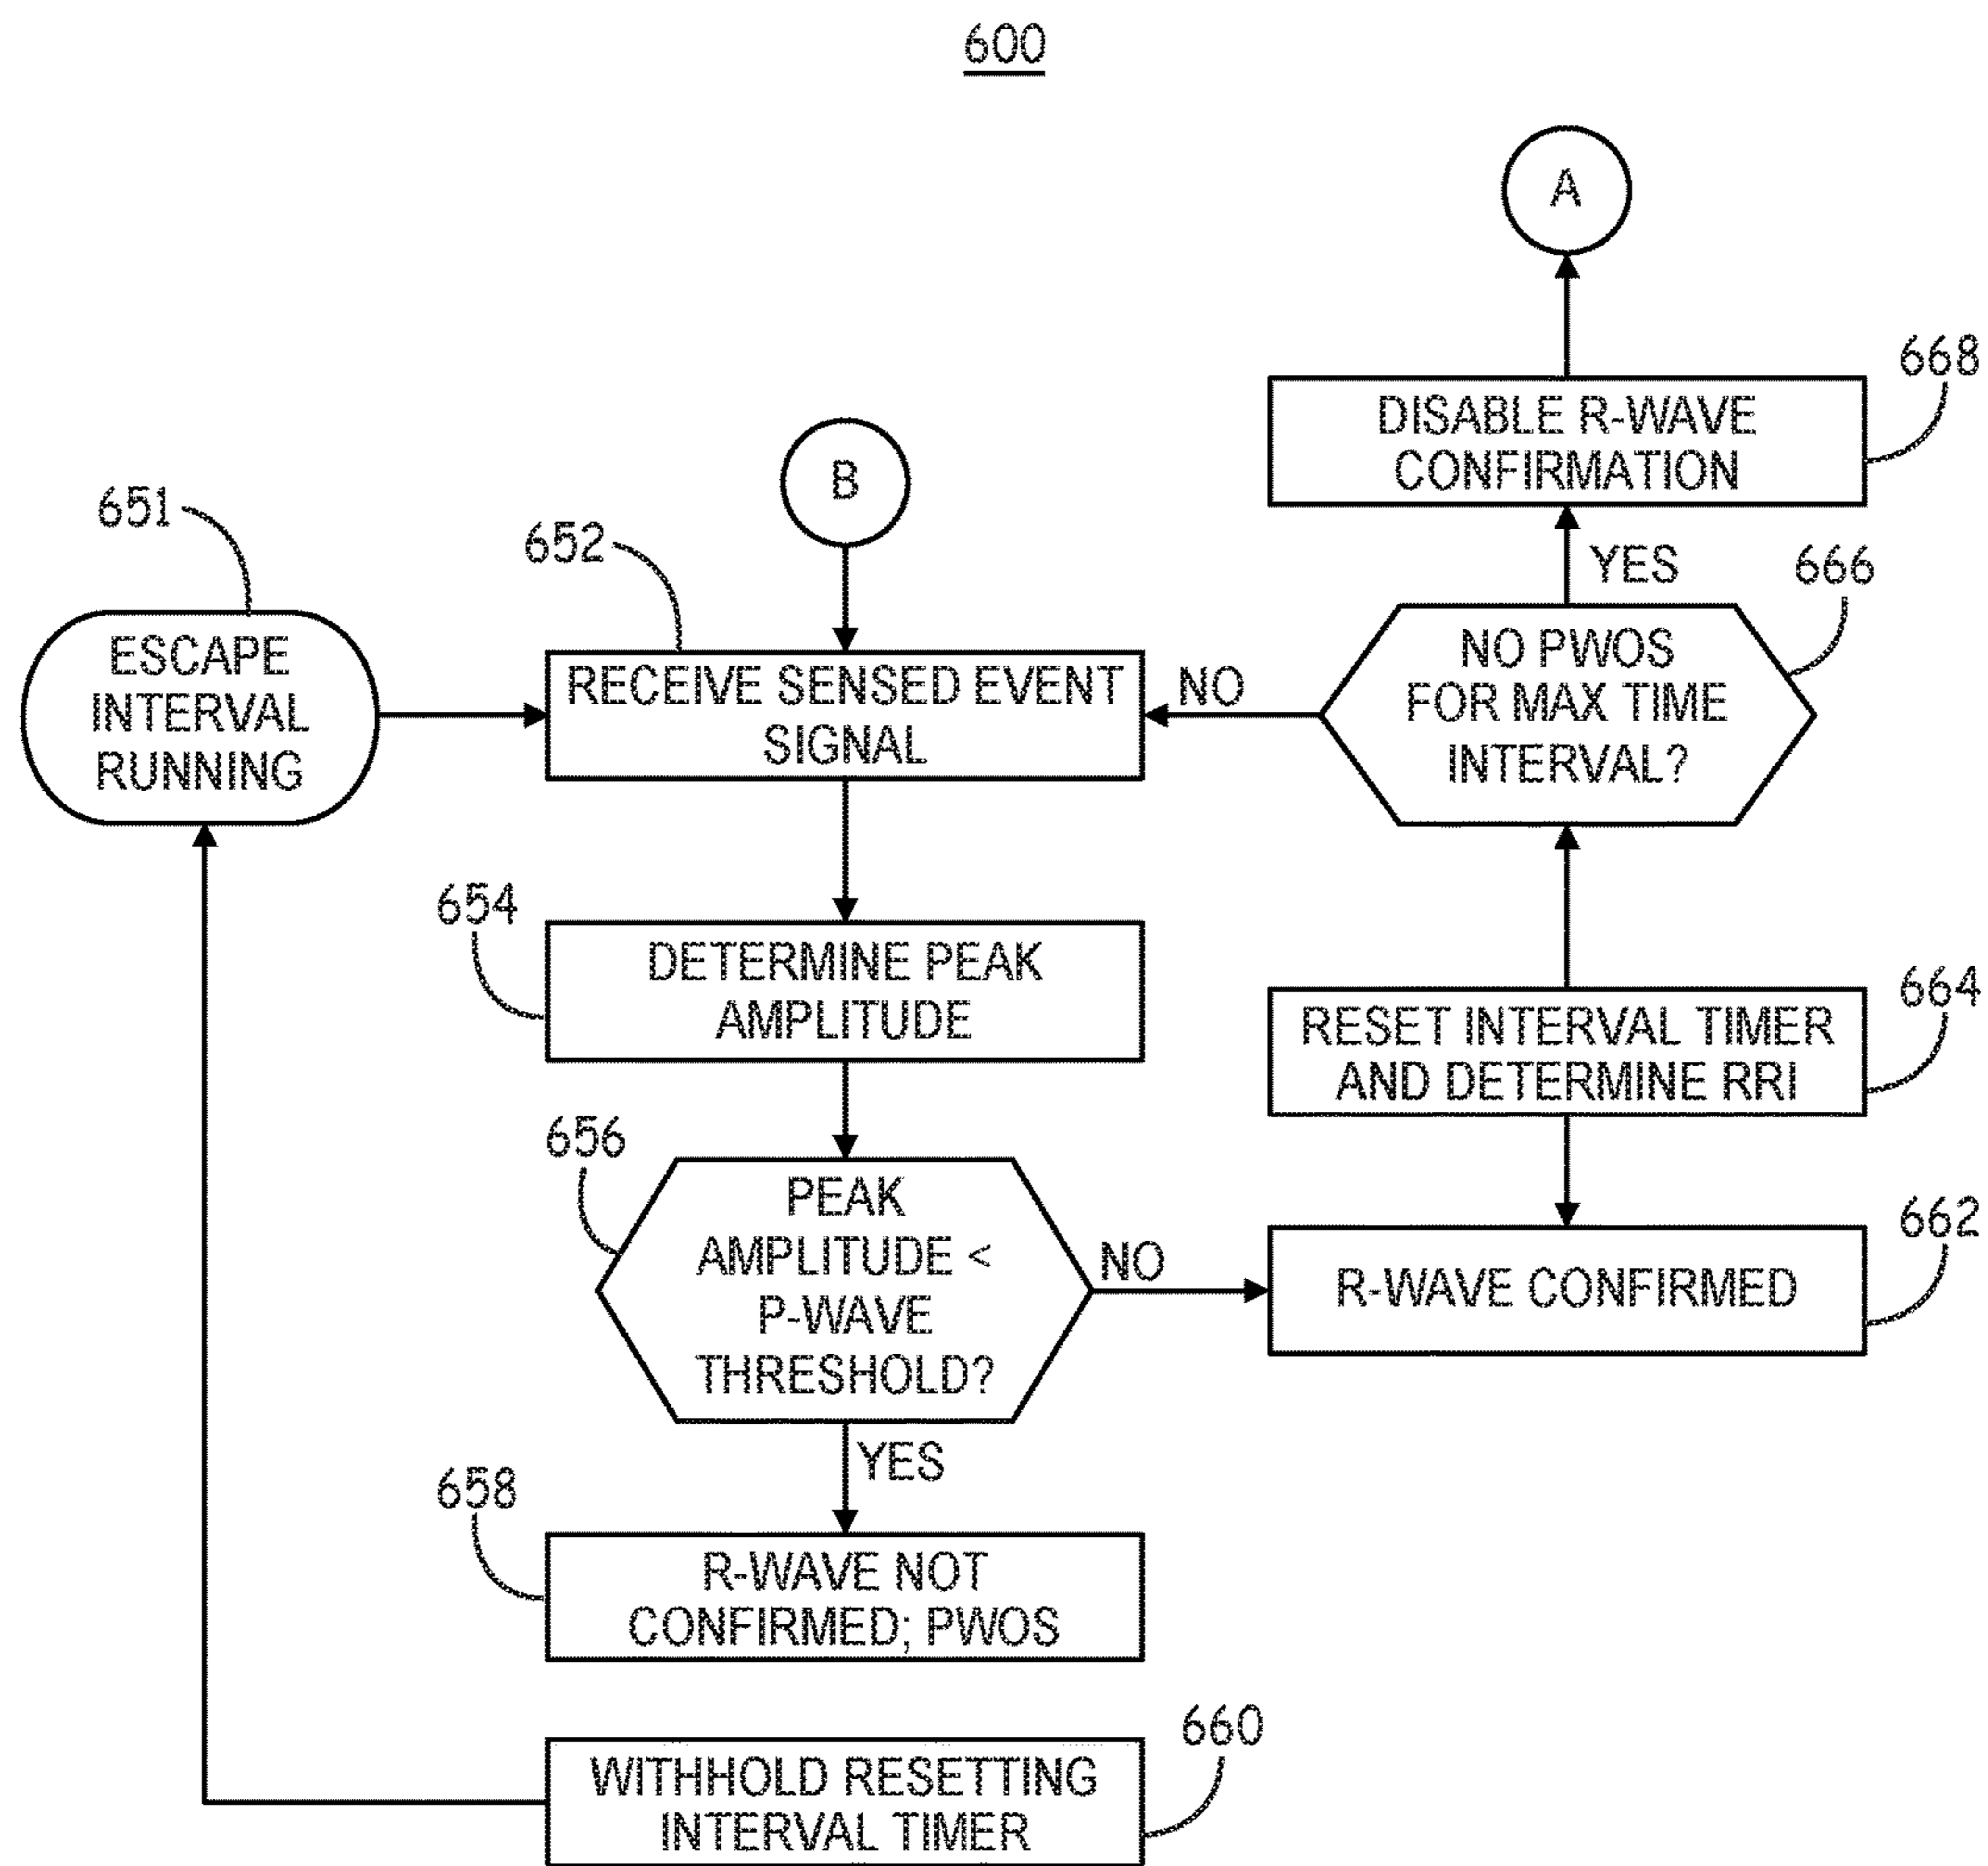 600
A
668
DISABLE R-WAVE
CONFIRMATION
B
651
652
YES
666
ESCAPE
INTERVAL
RUNNING
RECEIVE SENSED EVENT
SIGNAL
NO
NO PWOS
FOR MAX TIME
INTERVAL?
654
DETERMINE PEAK
AMPLITUDE
664
RESET INTERVAL TIMER
AND DETERMINE RRI
656
PEAK
AMPLITUDE <
P-WAVE
THRESHOLD?
NO
662
R-WAVE CONFIRMED
YES
658
R-WAVE NOT
CONFIRMED; PWOS
660
WITHHOLD RESETTING
INTERVAL TIMER